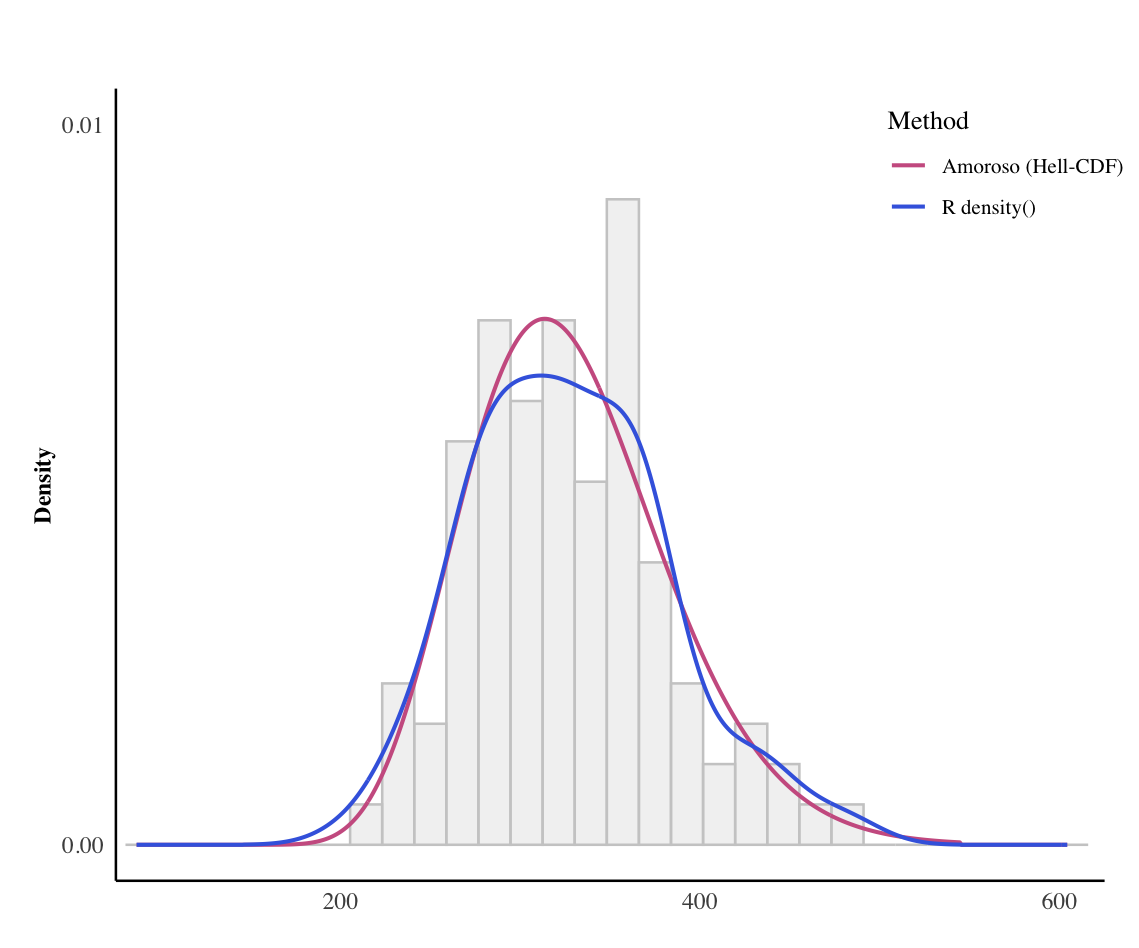 0.01
Method
Amoroso (Hell-CDF)
R density()
Density
0.00
200
400
600